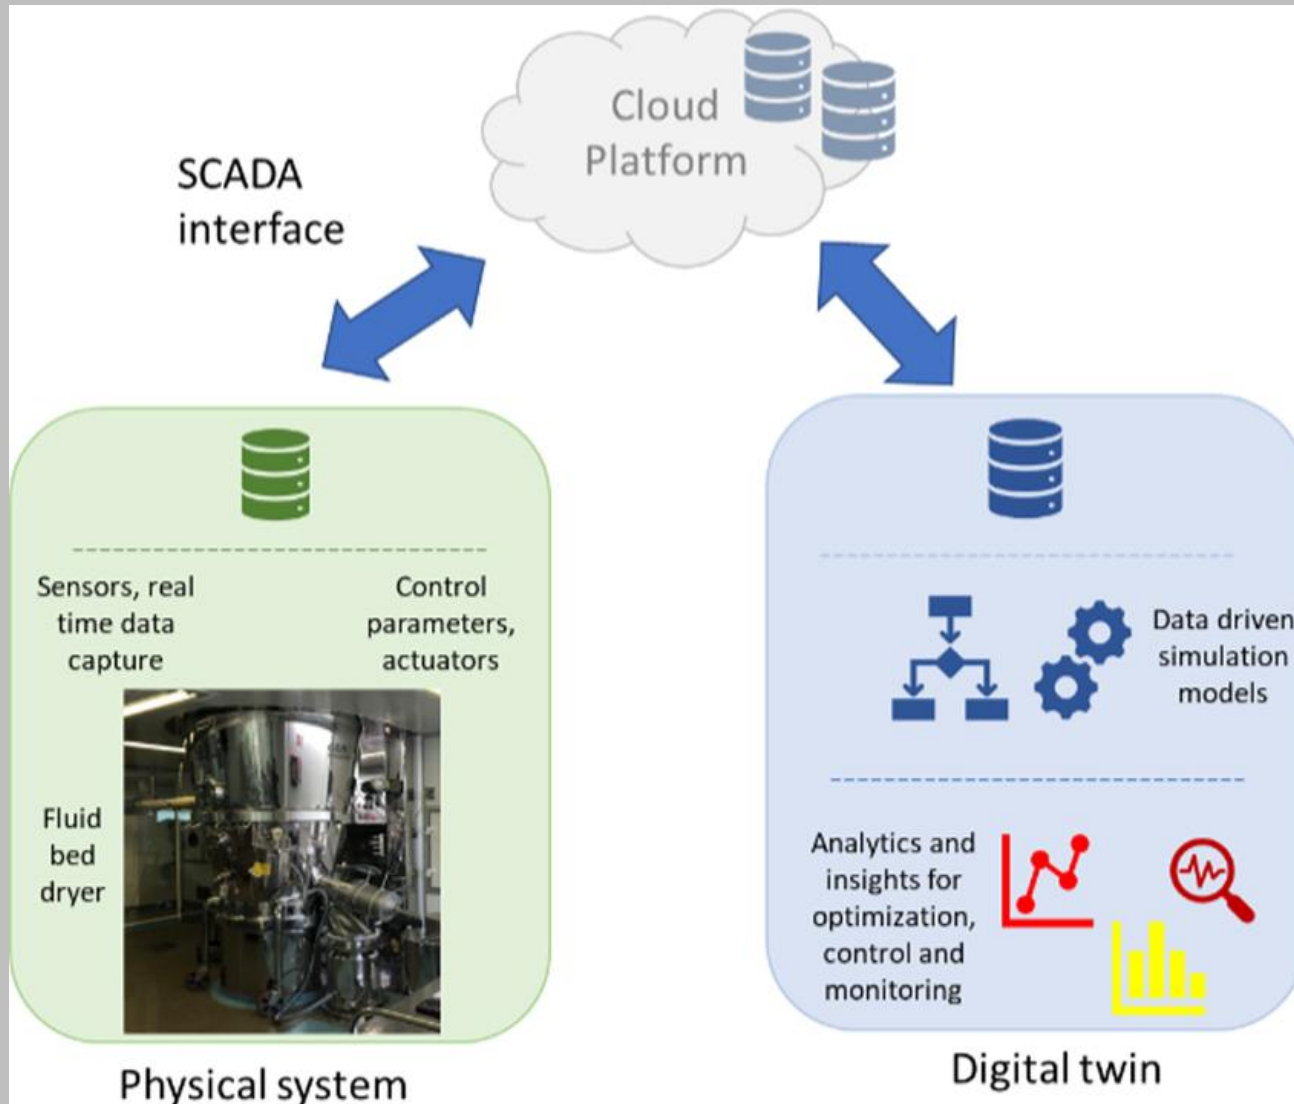 Cloud
Platform
SCADA
interface
Sensors, real
time data
capture
Control
parameters,
actuators
Fluid
bed
dryer
Physical system
Data driven
simulation
models
Analytics and
insights for
optimization,
control and
monitoring
Digital twin